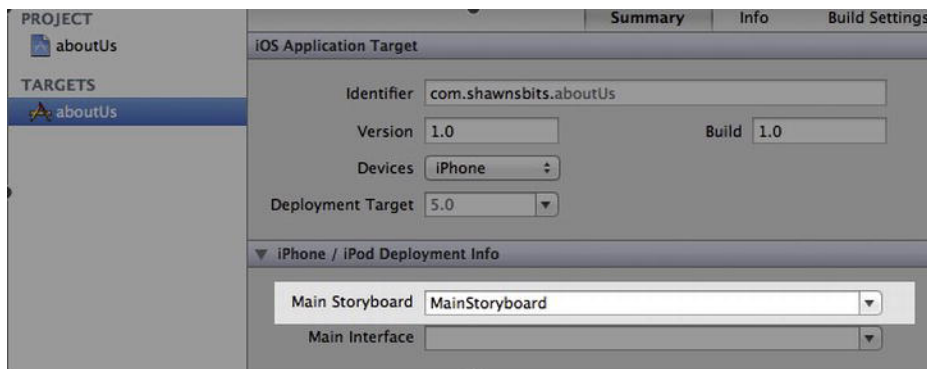 PROJECT
aboutUs
TARGETS
aboutUs
Summary Info Build Settings
iOS Application Target
Identifier com.shawnsbits.aboutUs
Version 1.0 Build 1.0
Devices iPhone
Deployment Target 5.0
iPhone / iPod Deployment Info
Main Storyboard MainStoryboard
Main Interface